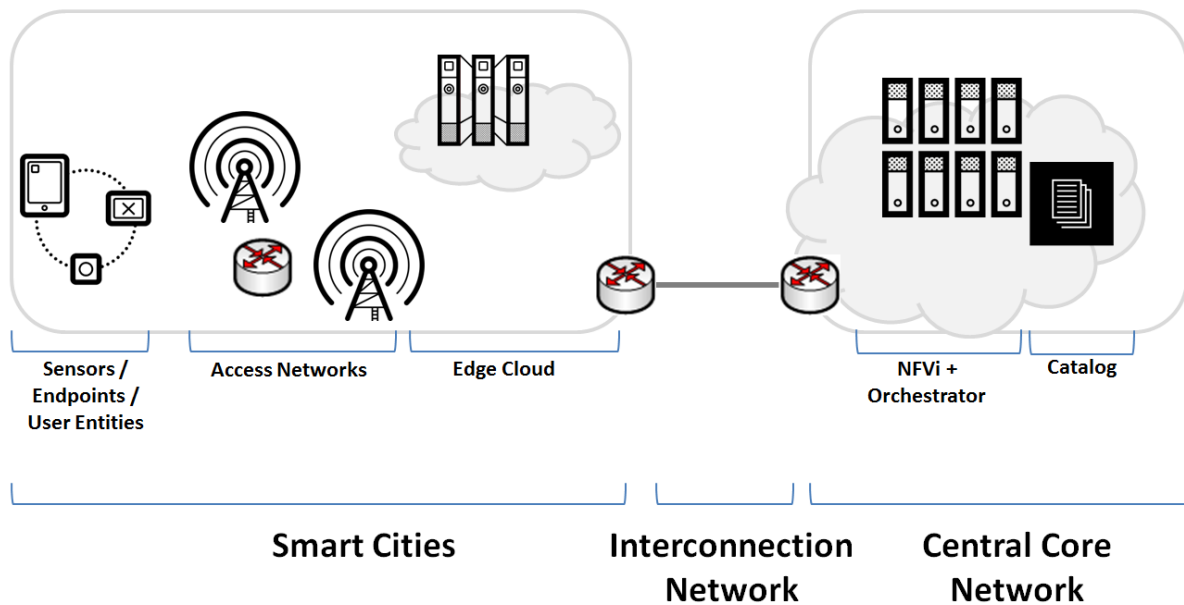 Sensors /
Endpoints /
User Entities
Access Networks
Edge Cloud
NFVi +
Orchestrator
Catalog
Smart Cities
Interconnection
Network
Central Core
Network